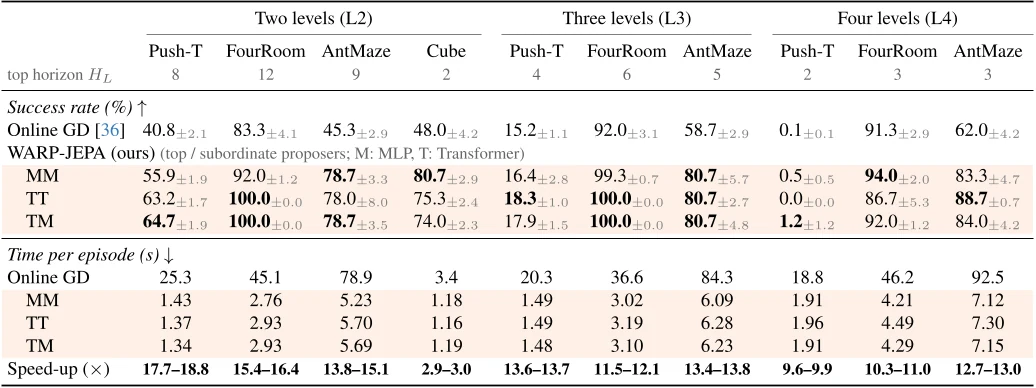 Two levels (L2) Three levels (L3) Four levels (L4)
Push-T FourRoom AntMaze Cube Push-T FourRoom AntMaze Push-T FourRoom AntMaze
top horizon H_L 8 12 9 2 4 6 5 2 3 3
Success rate (%) ↑
Online GD [36] 40.8±2.1 83.3±4.1 45.3±2.9 48.0±4.2 15.2±1.1 92.0±3.1 58.7±2.9 0.1±0.1 91.3±2.9 62.0±4.2
WARP-JEPA (ours) (top / subordinate proposers; M: MLP, T: Transformer)
MM 55.9±1.9 92.0±1.2 78.7±3.3 80.7±2.9 16.4±2.8 99.3±0.7 80.7±5.7 0.5±0.5 94.0±2.0 83.3±4.7
TT 63.2±1.7 100.0±0.0 78.0±8.0 75.3±2.4 18.3±1.0 100.0±0.0 80.7±2.7 0.0±0.0 86.7±5.3 88.7±0.7
TM 64.7±1.9 100.0±0.0 78.7±3.5 74.0±2.3 17.9±1.5 100.0±0.0 80.7±4.8 1.2±1.2 92.0±1.2 84.0±4.2
Time per episode (s) ↓
Online GD 25.3 45.1 78.9 3.4 20.3 36.6 84.3 18.8 46.2 92.5
MM 1.43 2.76 5.23 1.18 1.49 3.02 6.09 1.91 4.21 7.12
TT 1.37 2.93 5.70 1.16 1.49 3.19 6.28 1.96 4.49 7.30
TM 1.34 2.93 5.69 1.19 1.48 3.10 6.23 1.91 4.29 7.15
Speed-up (×) 17.7–18.8 15.4–16.4 13.8–15.1 2.9–3.0 13.6–13.7 11.5–12.1 13.4–13.8 9.6–9.9 10.3–11.0 12.7–13.0